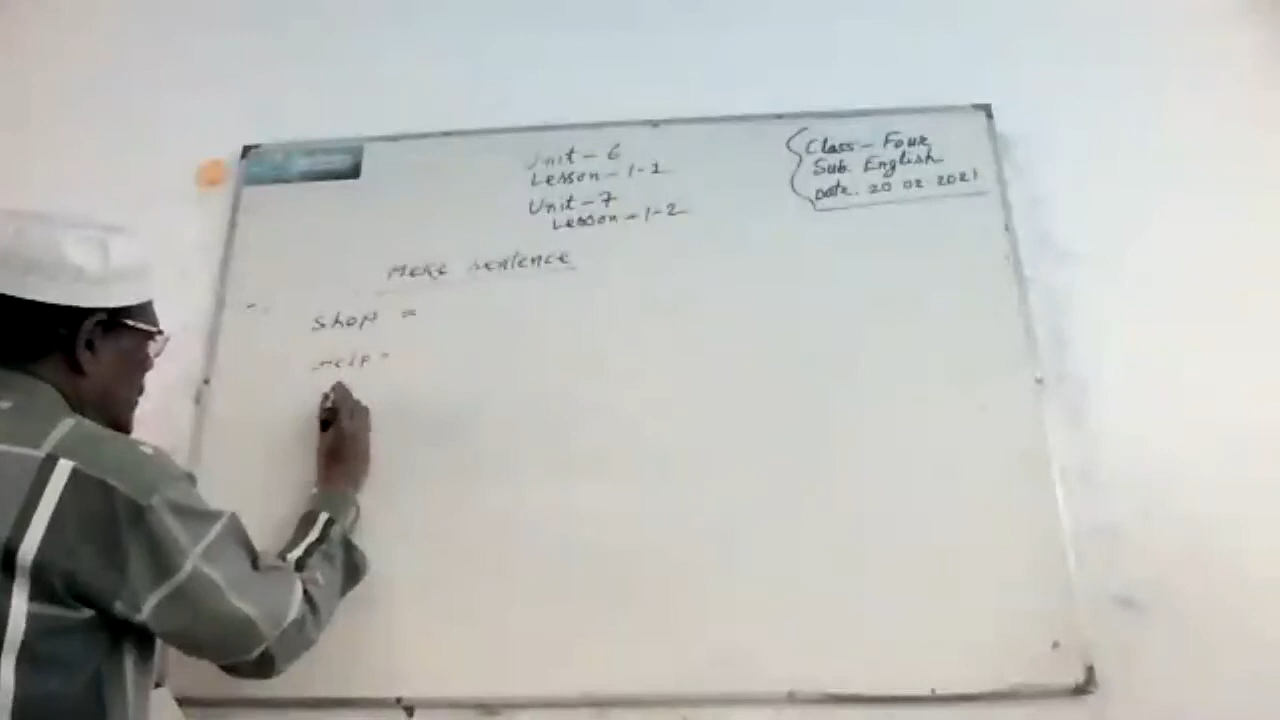 Unit - 6
Lesson - 1-2
Unit - 7
Lesson - 1-2
Class - Four
Sub. English
Date. 20 02 2021
Make sentence
Shop =
Help =